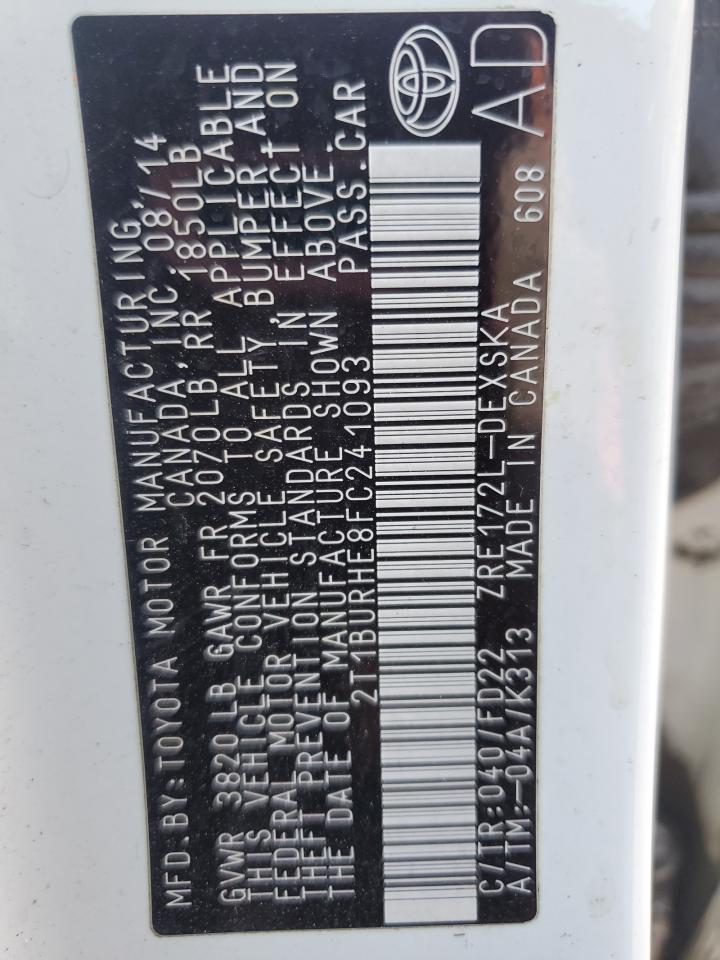 MFD.BY:TOYOTA MOTOR MANUFACTURING,
CANADA, INC. 08/14
GVWR 3820 LB GAWR FR 2070LB, RR 1850LB
THIS VEHICLE CONFORMS TO ALL APPLICABLE
FEDERAL MOTOR VEHICLE SAFETY, BUMPER AND
THEFT PREVENTION STANDARDS IN EFFECT ON
THE DATE OF MANUFACTURE SHOWN ABOVE.
2T1BURHE8FC241093 PASS.CAR
C/TR:040/FD22 ZRE172L-DEXSKA AD
A/TM:-04A/K313 MADE IN CANADA 608